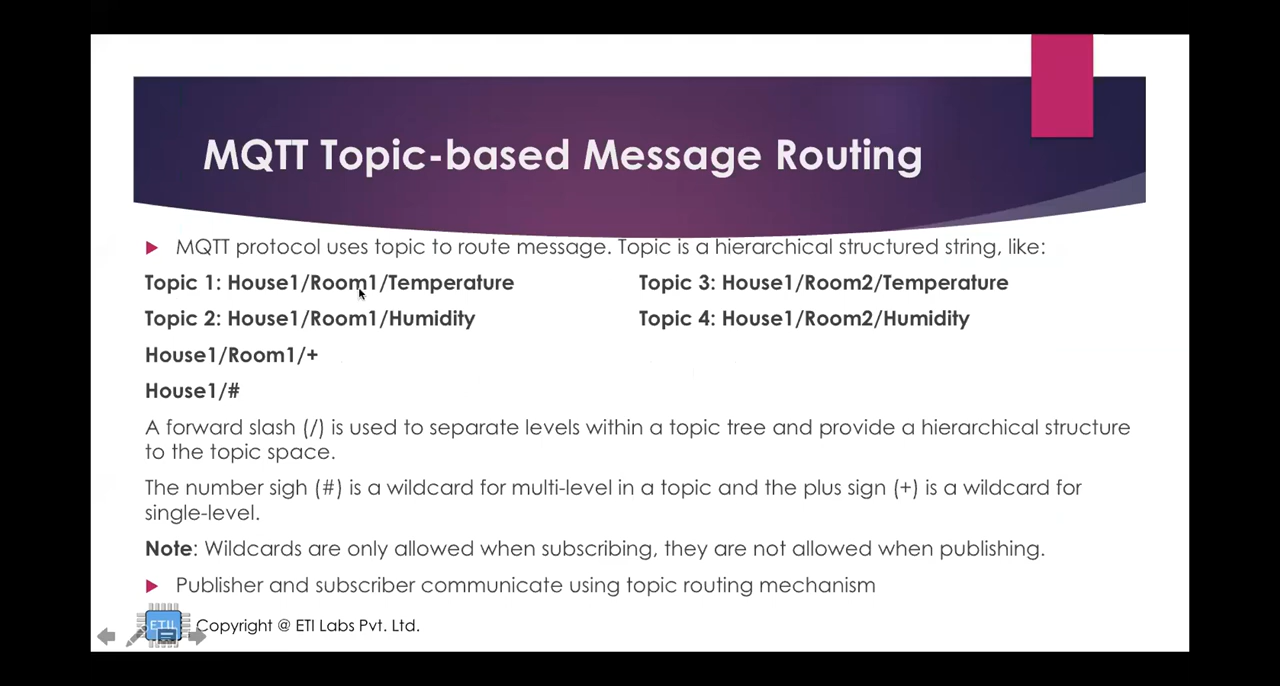 MQTT Topic-based Message Routing
MQTT protocol uses topic to route message. Topic is a hierarchical structured string, like:
Topic 1: House1/Room1/Temperature Topic 3: House1/Room2/Temperature
Topic 2: House1/Room1/Humidity Topic 4: House1/Room2/Humidity
House1/Room1/+
House1/#
A forward slash (/) is used to separate levels within a topic tree and provide a hierarchical structure
to the topic space.
The number sigh (#) is a wildcard for multi-level in a topic and the plus sign (+) is a wildcard for
single-level.
Note: Wildcards are only allowed when subscribing, they are not allowed when publishing.
Publisher and subscriber communicate using topic routing mechanism
ETIL
Copyright @ ETI Labs Pvt. Ltd.